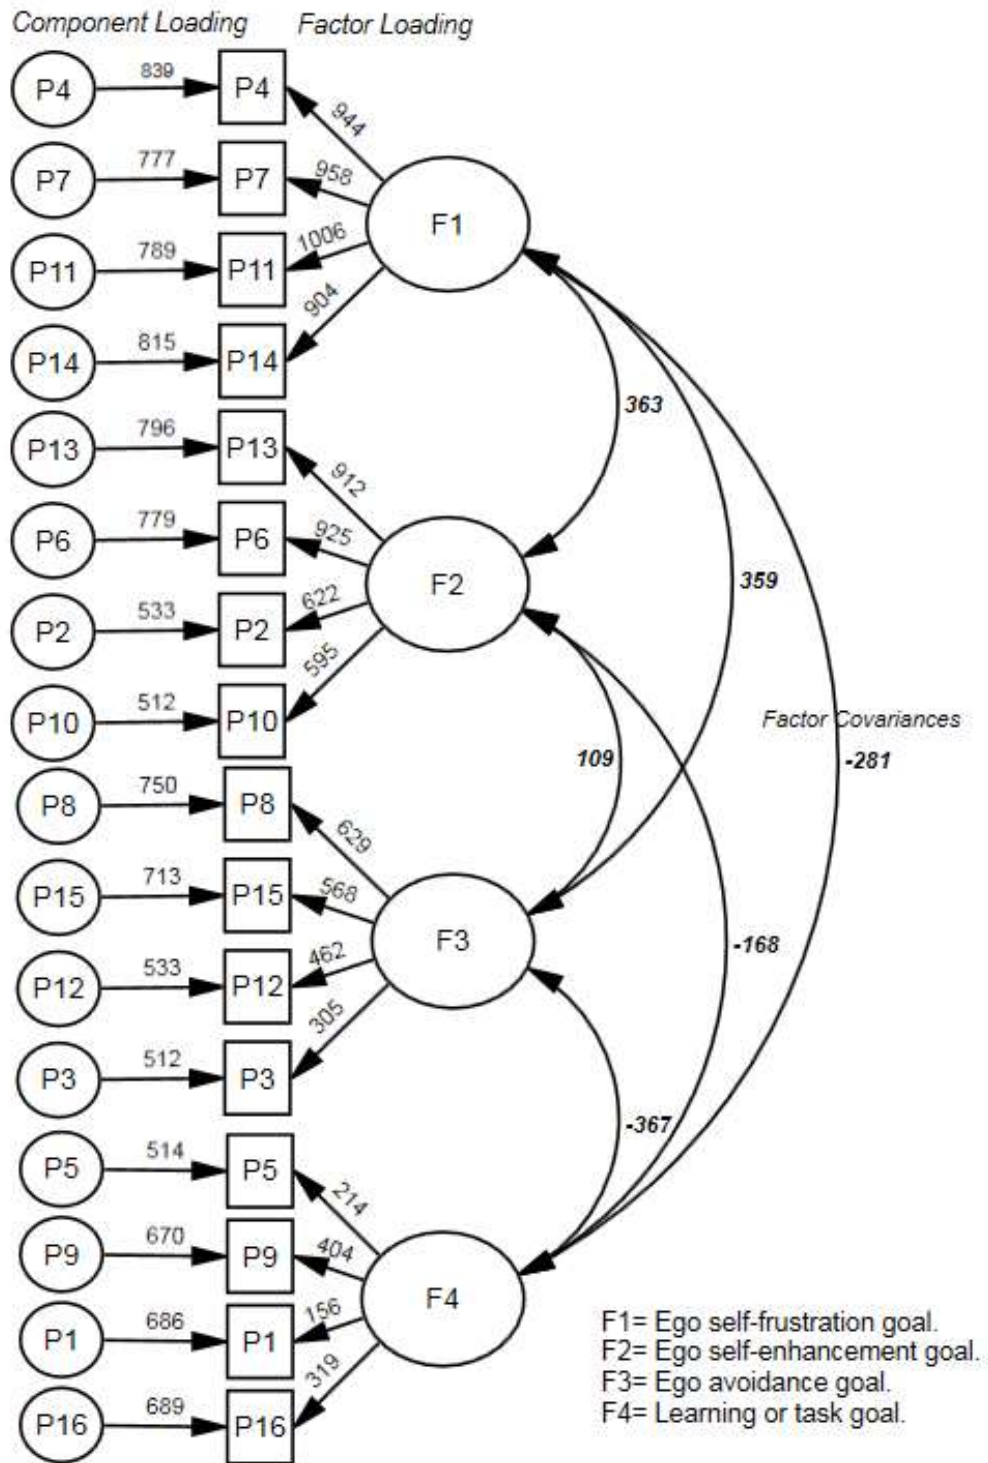 Component Loading Factor Loading
P4 839 P4 944
P7 777 P7 958
F1
P11 789 P11 1006
P14 815 P14 904
363
P13 796 P13 912
P6 779 P6 925
F2
359
P2 533 P2 622
P10 512 P10 595
Factor Covariances
109
-281
P8 750 P8 629
P15 713 P15 568
F3
-168
P12 533 P12 462
P3 512 P3 305
-367
P5 514 P5 214
P9 670 P9 404
F4
P1 686 P1 156
P16 689 P16 319
F1= Ego self-frustration goal.
F2= Ego self-enhancement goal.
F3= Ego avoidance goal.
F4= Learning or task goal.